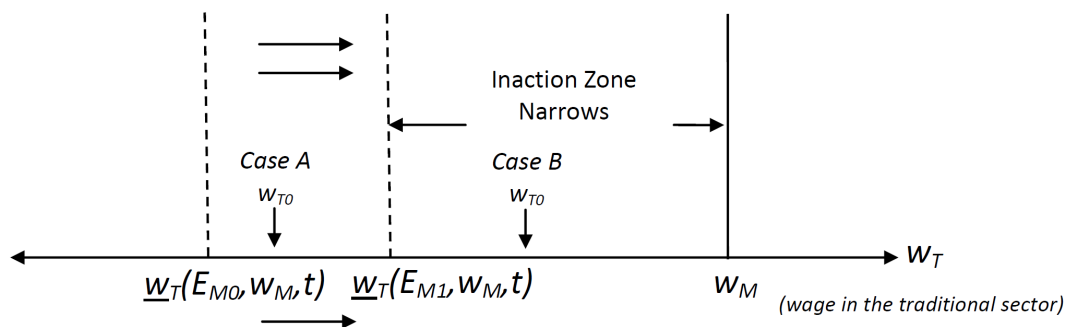 Inaction Zone
Narrows
Case A
w_T0
Case B
w_T0
w_T
w_T(E_M0,w_M,t)
w_T(E_M1,w_M,t)
w_M
(wage in the traditional sector)